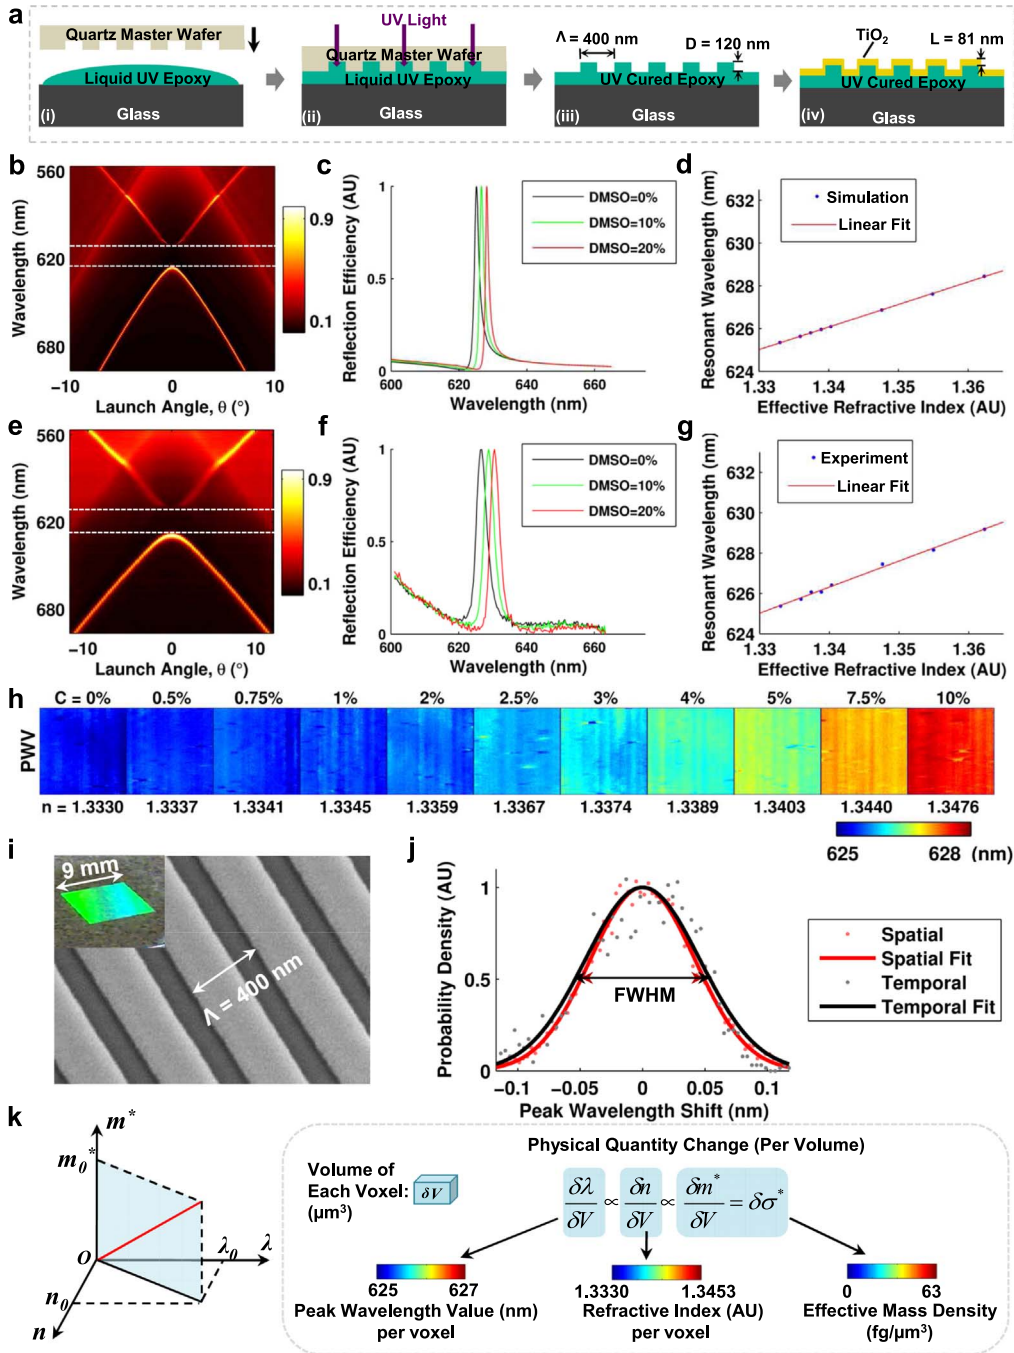 a
Quartz Master Wafer
Liquid UV Epoxy
(i) Glass
UV Light
Quartz Master Wafer
Liquid UV Epoxy
(ii) Glass
Λ = 400 nm
D = 120 nm
UV Cured Epoxy
(iii) Glass
TiO2
L = 81 nm
UV Cured Epoxy
(iv) Glass
b
Wavelength (nm)
560
620
680
−10 0 10
Launch Angle, θ (°)
0.9
0.1
c
Reflection Efficiency (AU)
1
0.5
0
600 620 640 660
Wavelength (nm)
DMSO=0%
DMSO=10%
DMSO=20%
d
Resonant Wavelength (nm)
632
630
628
626
624
1.33 1.34 1.35 1.36
Effective Refractive Index (AU)
Simulation
Linear Fit
e
Wavelength (nm)
560
620
680
−10 0 10
Launch Angle, θ (°)
0.9
0.1
f
Reflection Efficiency (AU)
1
0.5
0
600 620 640 660
Wavelength (nm)
DMSO=0%
DMSO=10%
DMSO=20%
g
Resonant Wavelength (nm)
632
630
628
626
624
1.33 1.34 1.35 1.36
Effective Refractive Index (AU)
Experiment
Linear Fit
h
C = 0% 0.5% 0.75% 1% 2% 2.5% 3% 4% 5% 7.5% 10%
PWV
n = 1.3330 1.3337 1.3341 1.3345 1.3359 1.3367 1.3374 1.3389 1.3403 1.3440 1.3476
625 628 (nm)
i
9 mm
Λ = 400 nm
j
Probability Density (AU)
1
0.5
0
−0.1 −0.05 0 0.05 0.1
Peak Wavelength Shift (nm)
FWHM
Spatial
Spatial Fit
Temporal
Temporal Fit
k
m*
m0*
O
λ0
λ
n0
n
Physical Quantity Change (Per Volume)
Volume of
Each Voxel: δV
(μm³)
δλ/δV ∝ δn/δV ∝ δm*/δV = δσ*
625 627
Peak Wavelength Value (nm)
per voxel
1.3330 1.3453
Refractive Index (AU)
per voxel
0 63
Effective Mass Density
(fg/μm³)